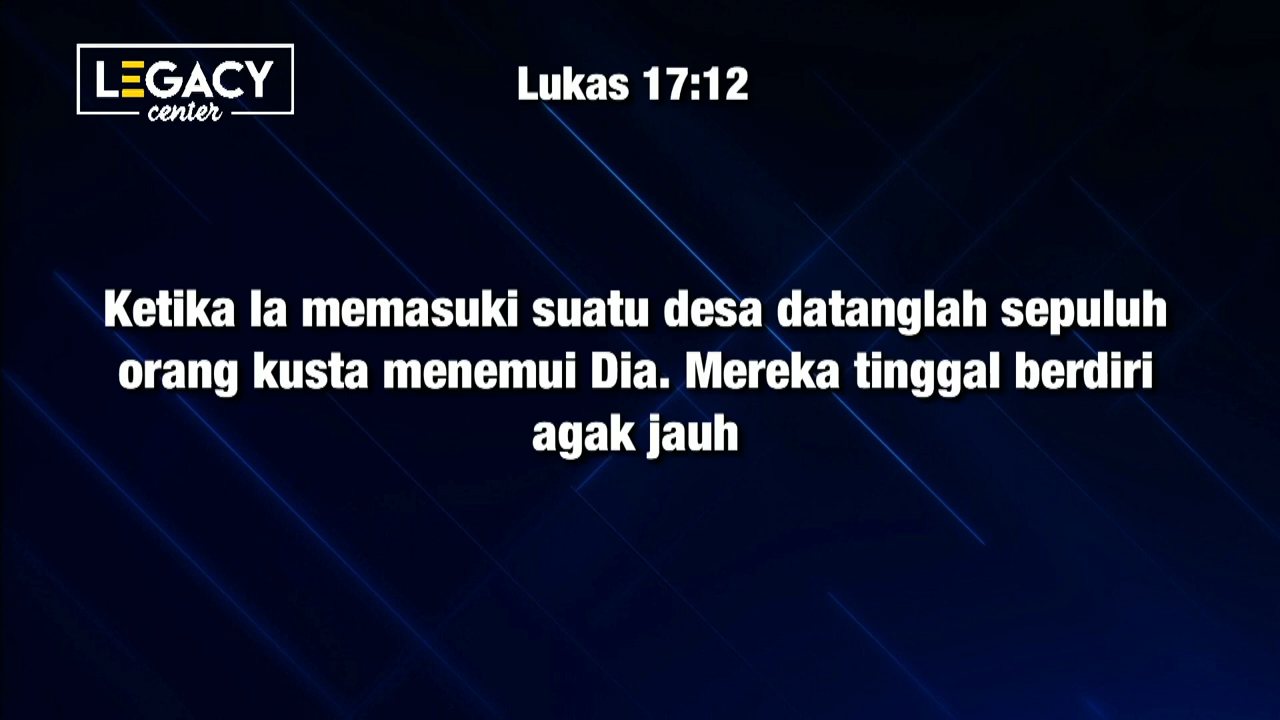 LEGACY
center
Lukas 17:12
Ketika Ia memasuki suatu desa datanglah sepuluh
orang kusta menemui Dia. Mereka tinggal berdiri
agak jauh